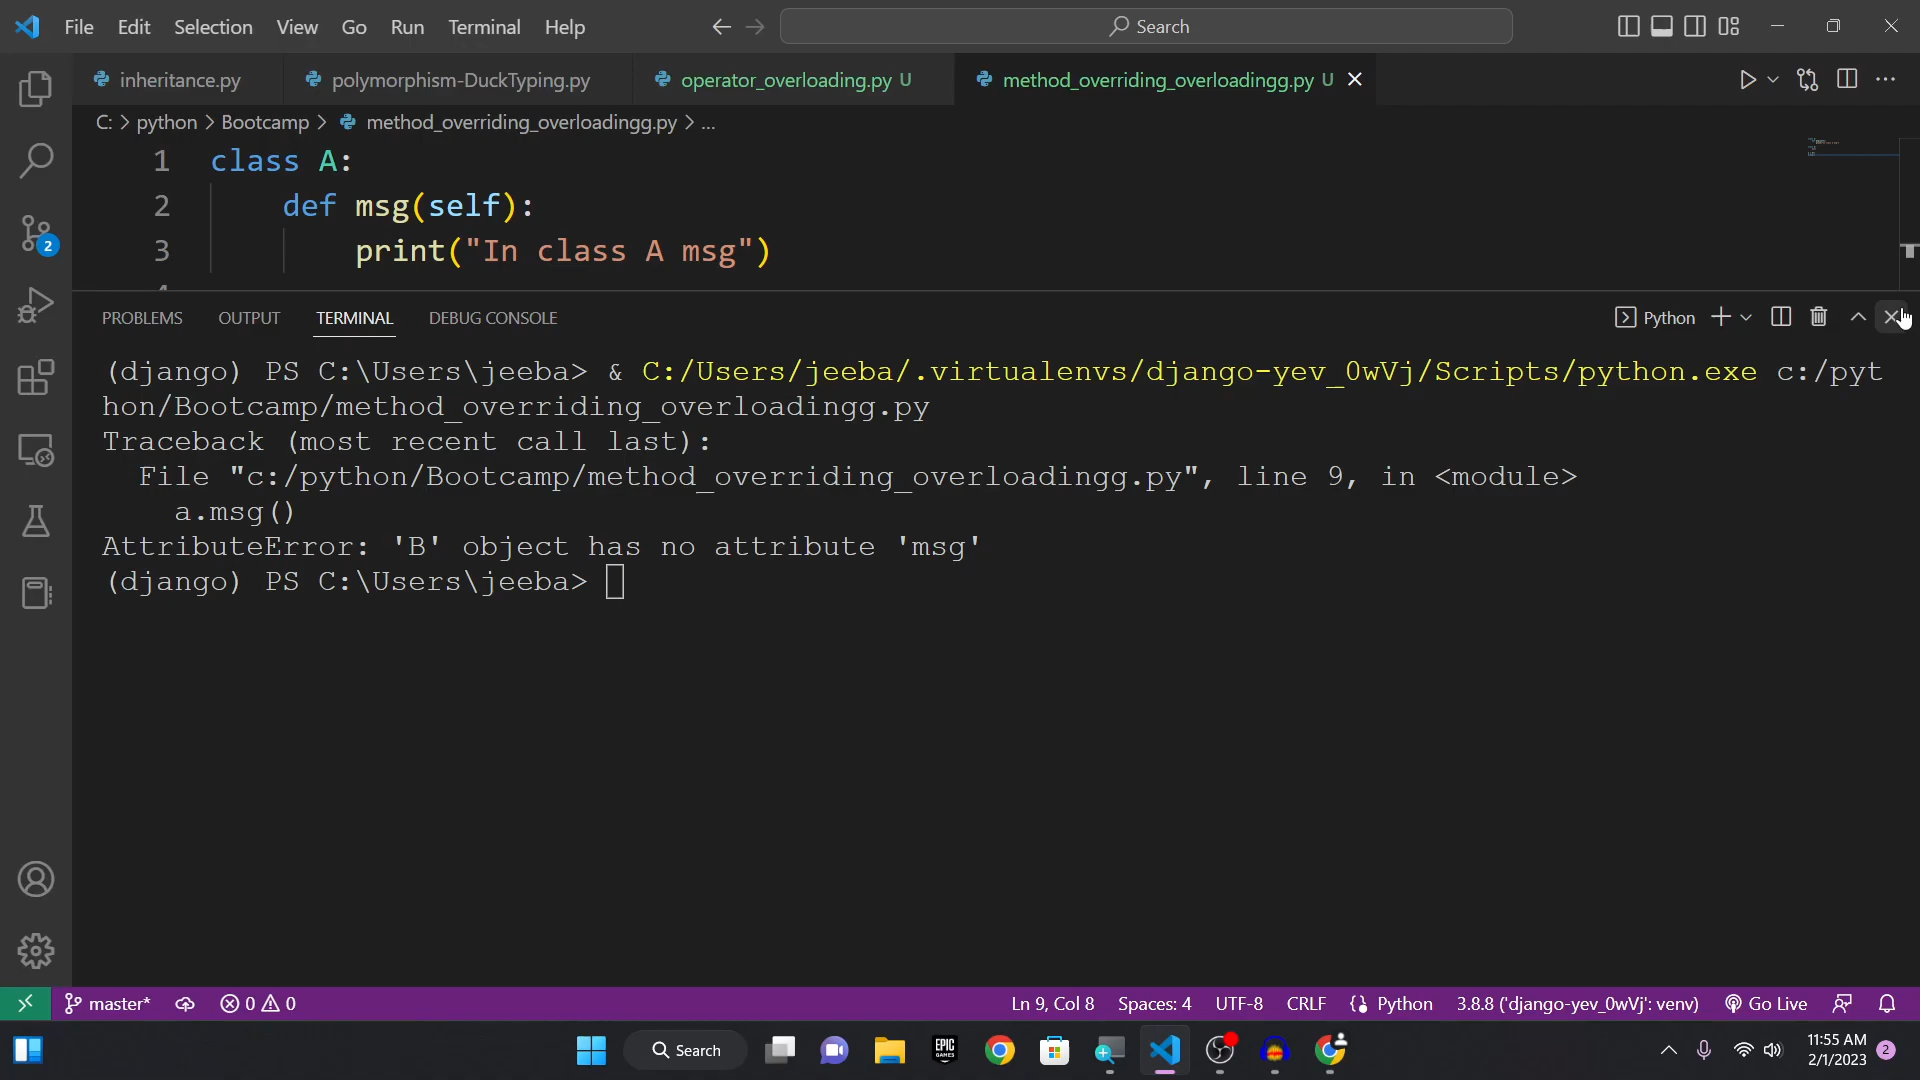 File Edit Selection View Go Run Terminal Help Search
inheritance.py polymorphism-DuckTyping.py operator_overloading.py U method_overriding_overloadingg.py U
C: > python > Bootcamp > method_overriding_overloadingg.py > ...
1 class A:
2 def msg(self):
3 print("In class A msg")
PROBLEMS OUTPUT TERMINAL DEBUG CONSOLE Python
(django) PS C:\Users\jeeba> & C:/Users/jeeba/.virtualenvs/django-yev_0wVj/Scripts/python.exe c:/pyt
hon/Bootcamp/method_overriding_overloadingg.py
Traceback (most recent call last):
File "c:/python/Bootcamp/method_overriding_overloadingg.py", line 9, in <module>
a.msg()
AttributeError: 'B' object has no attribute 'msg'
(django) PS C:\Users\jeeba>
2
master* 0 0 Ln 9, Col 8 Spaces: 4 UTF-8 CRLF Python 3.8.8 ('django-yev_0wVj': venv) Go Live
Search EPIC GAMES 11:55 AM
2/1/2023 2